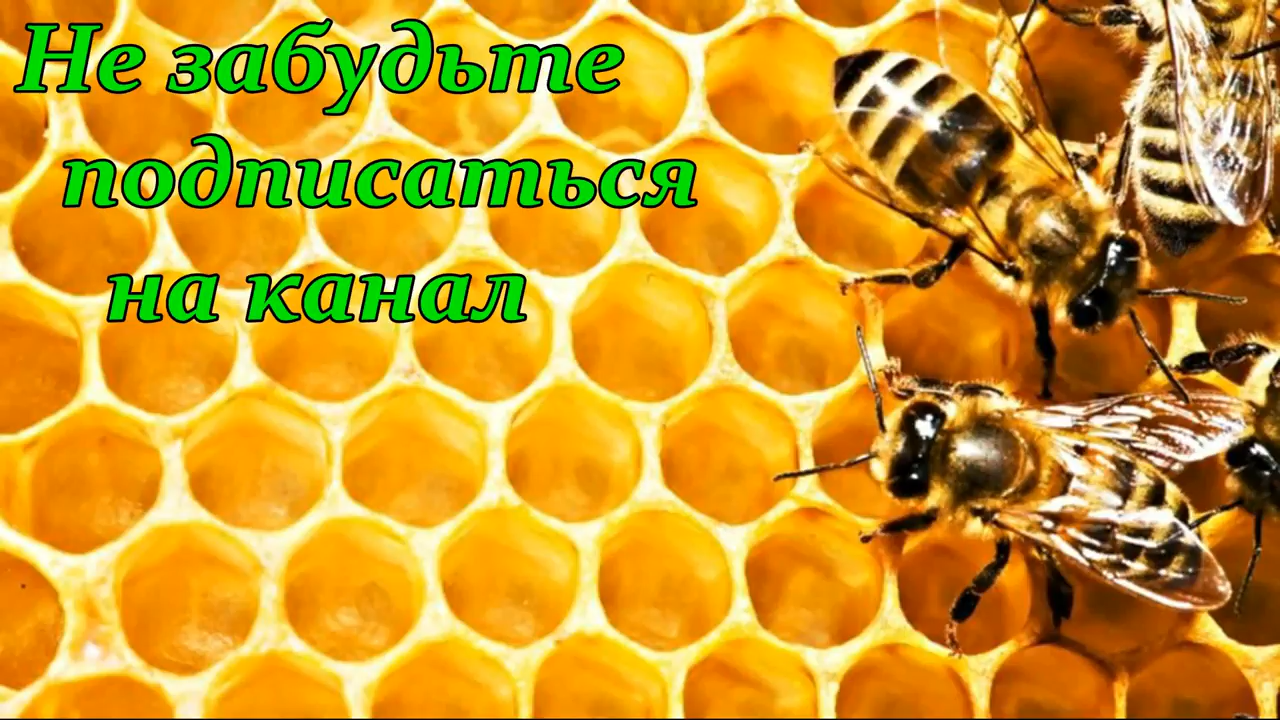 Не забудьте
подписаться
на канал